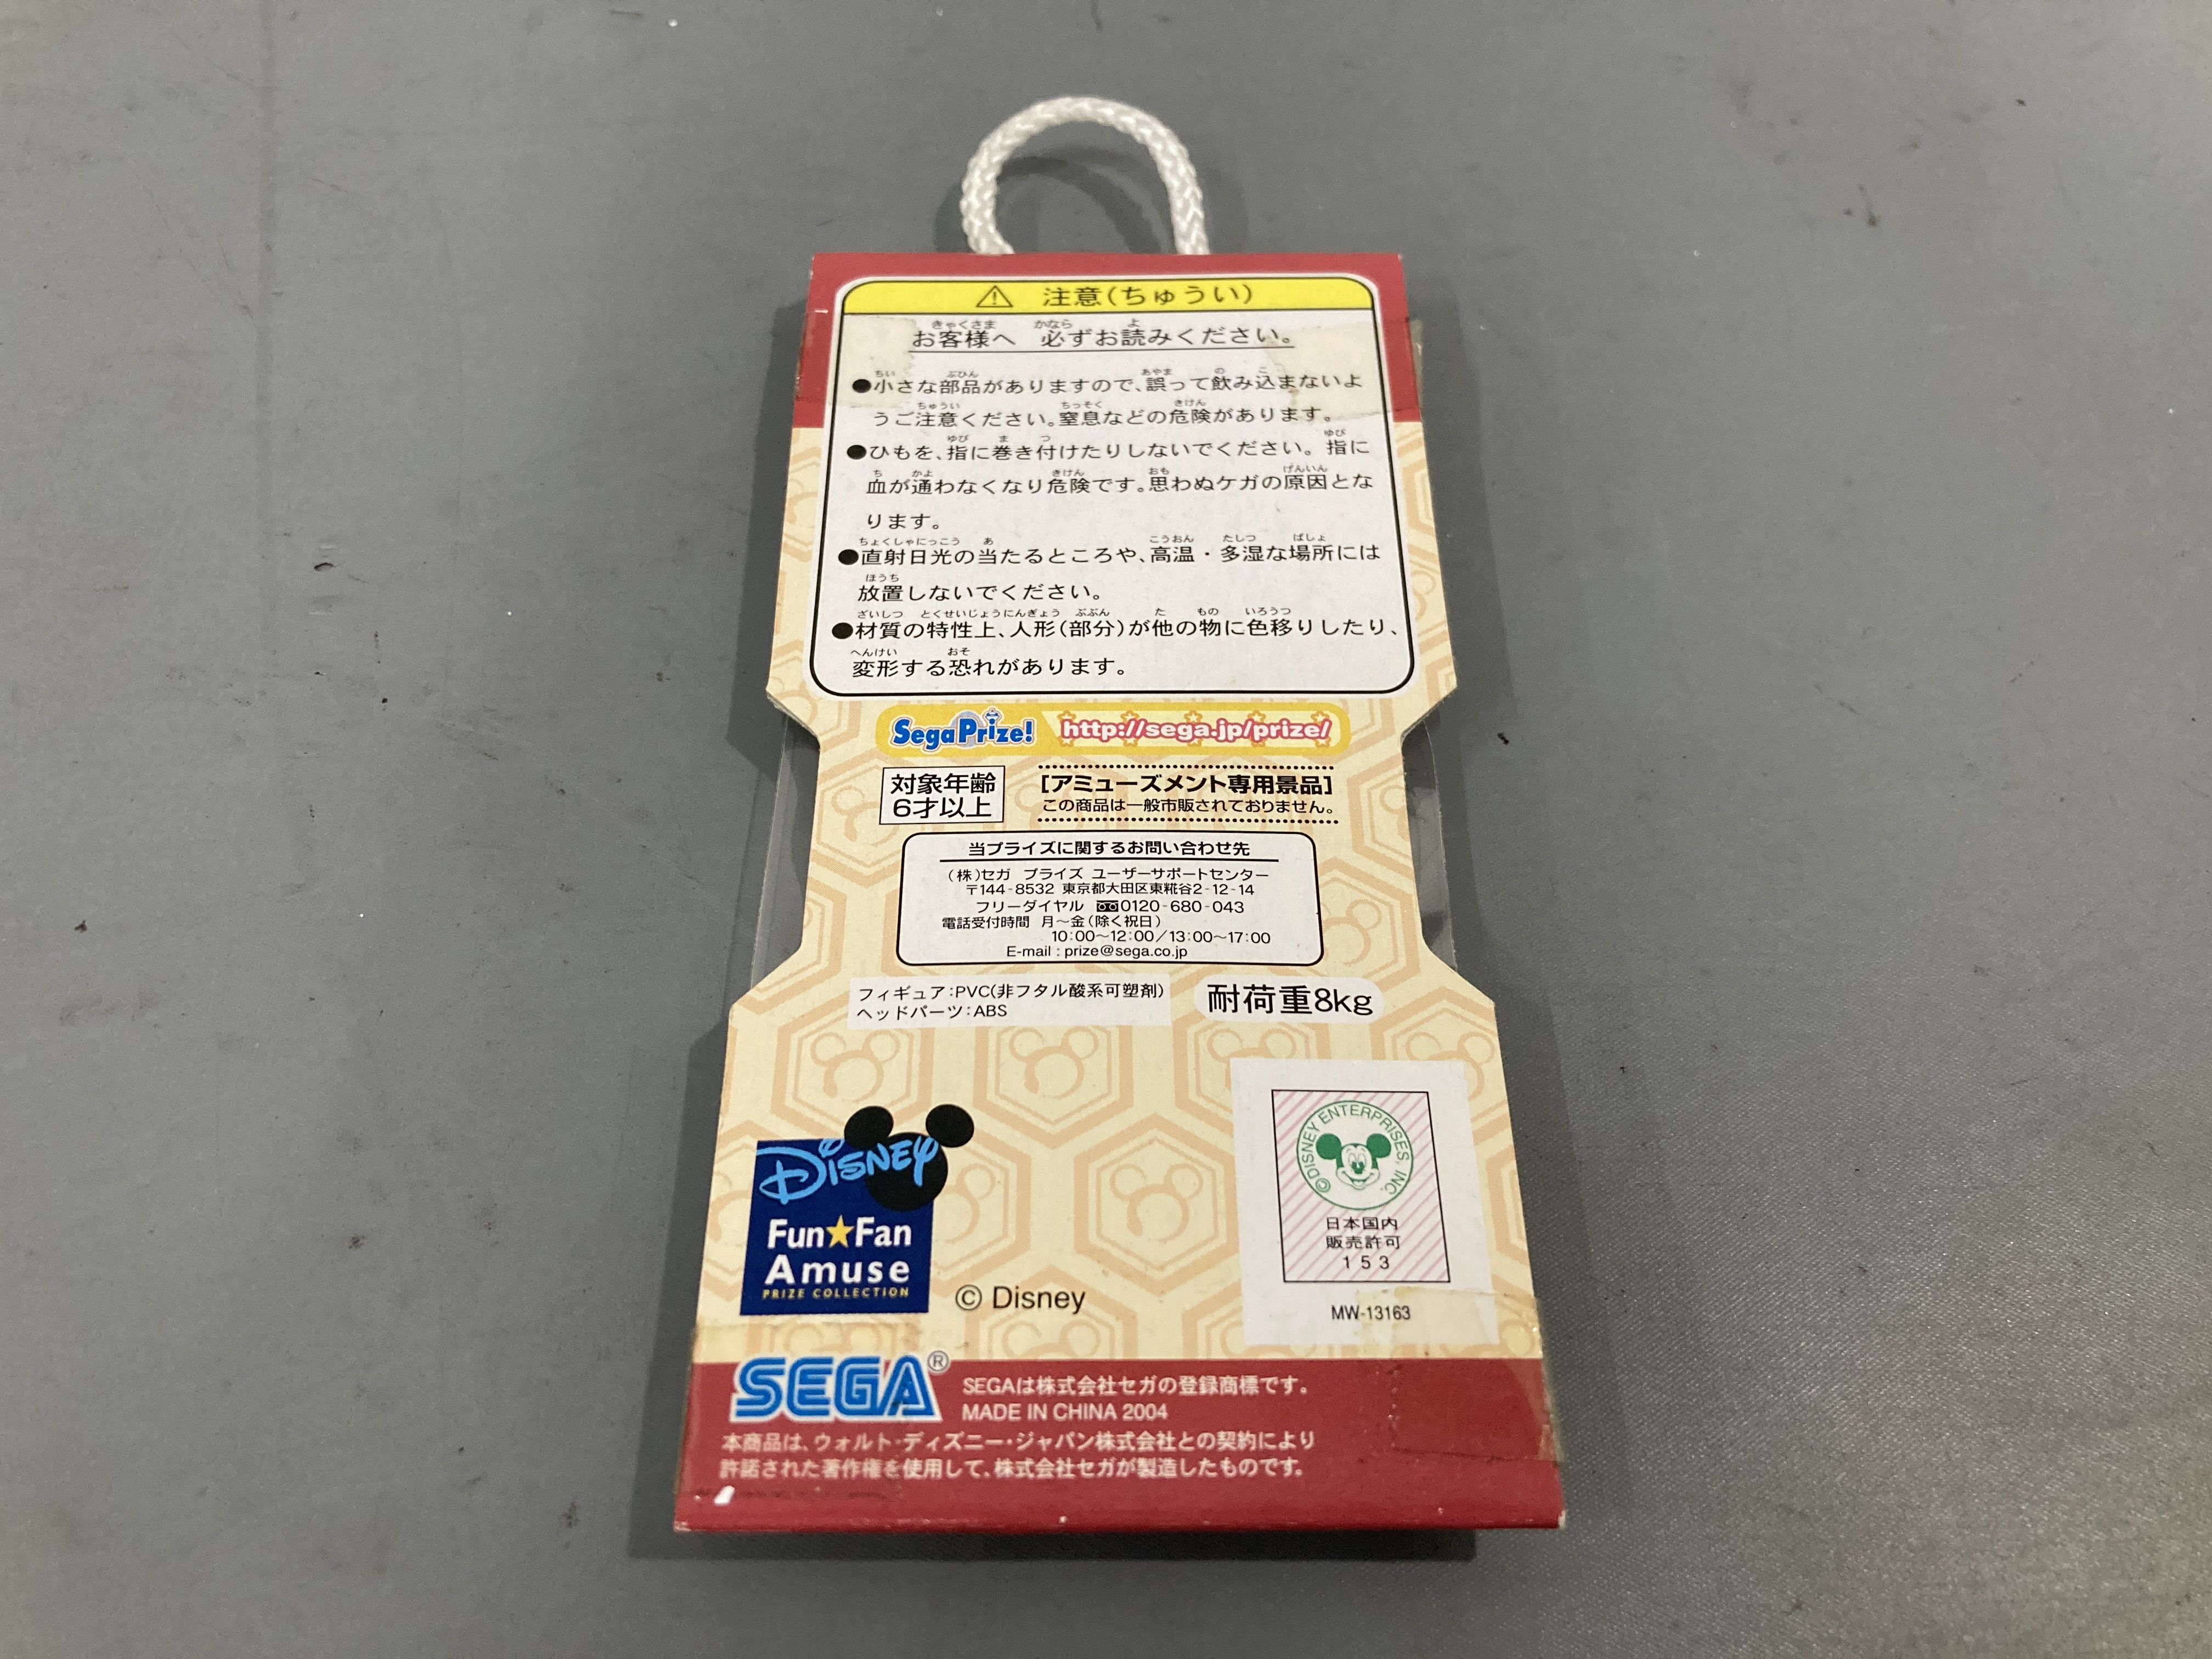 注意(ちゅうい)
お客様へ 必ずお読みください。
●小さな部品がありますので、誤って飲み込まないよ
うご注意ください。窒息などの危険があります。
●ひもを、指に巻き付けたりしないでください。指に
血が通わなくなり危険です。思わぬケガの原因とな
ります。
●直射日光の当たるところや、高温・多湿な場所には
放置しないでください。
●材質の特性上、人形(部分)が他の物に色移りしたり、
変形する恐れがあります。
Sega Prize! http://sega.jp/prize/
対象年齢
6才以上
[アミューズメント専用景品]
この商品は一般市販されておりません。
当プライズに関するお問い合わせ先
(株)セガ プライズ ユーザーサポートセンター
〒144-8532 東京都大田区東糀谷2-12-14
フリーダイヤル 0120-680-043
電話受付時間 月~金(除く祝日)
10:00~12:00/13:00~17:00
E-mail : prize@sega.co.jp
フィギュア:PVC(非フタル酸系可塑剤)
ヘッドパーツ:ABS
耐荷重8kg
Disney
Fun★Fan
Amuse
PRIZE COLLECTION
© Disney
©DISNEY ENTERPRISES, INC.
日本国内
販売許可
153
MW-13163
SEGA®
SEGAは株式会社セガの登録商標です。
MADE IN CHINA 2004
本商品は、ウォルト・ディズニー・ジャパン株式会社との契約により
許諾された著作権を使用して、株式会社セガが製造したものです。